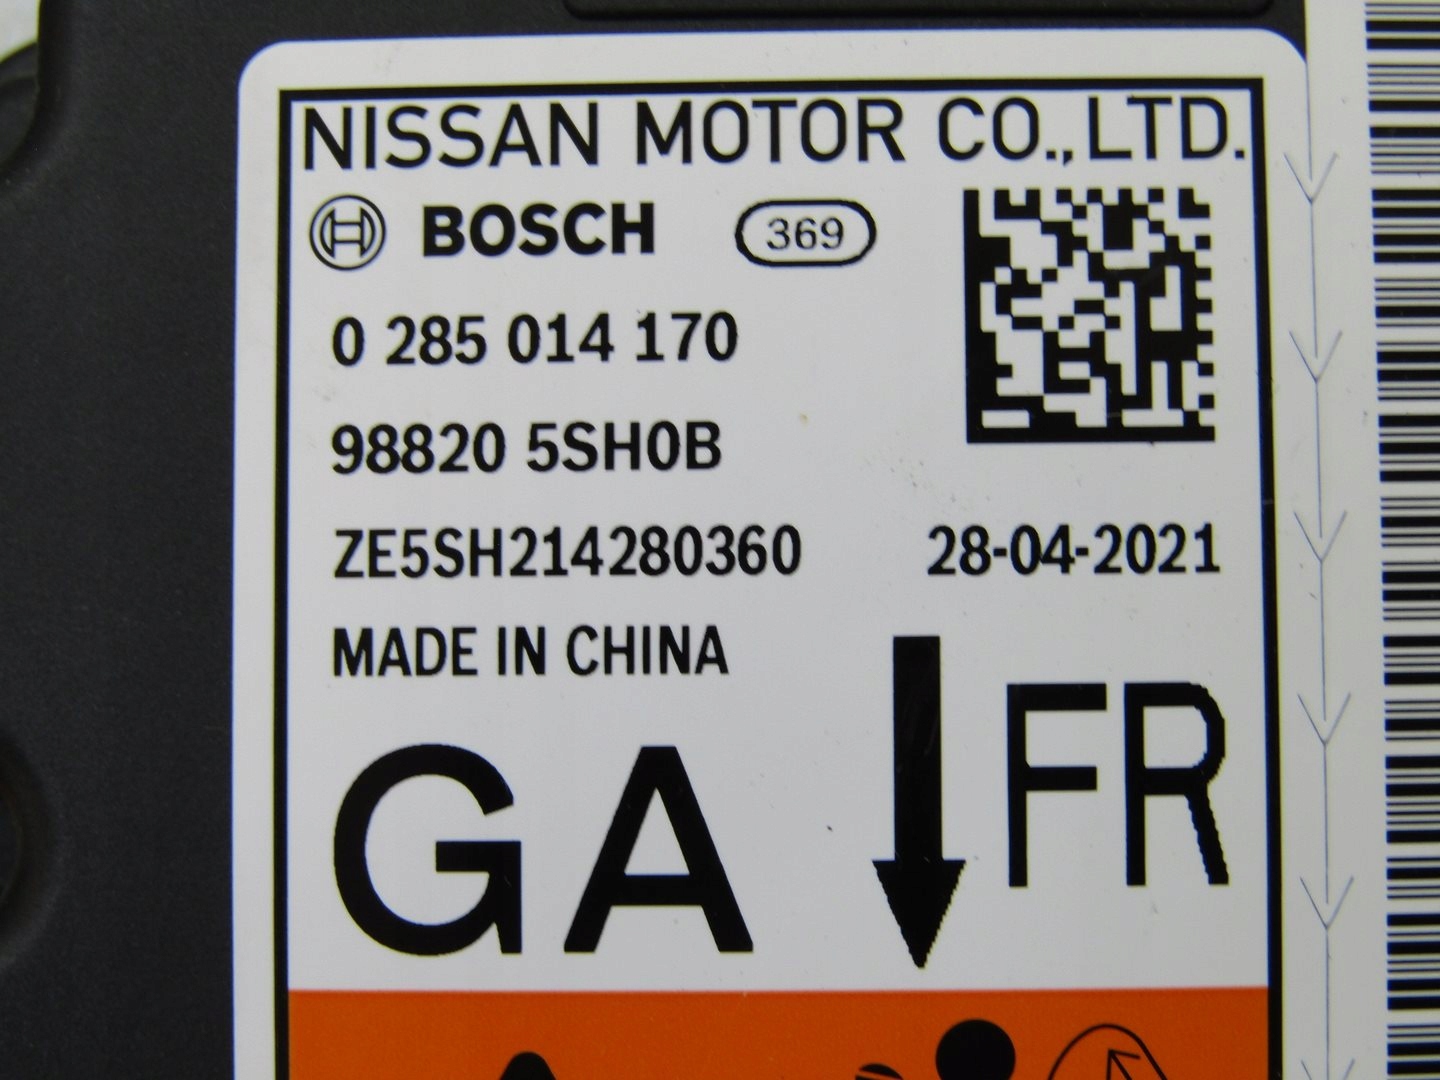 NISSAN MOTOR CO.,LTD.
BOSCH 369
0 285 014 170
98820 5SH0B
ZE5SH214280360 28-04-2021
MADE IN CHINA
GA FR